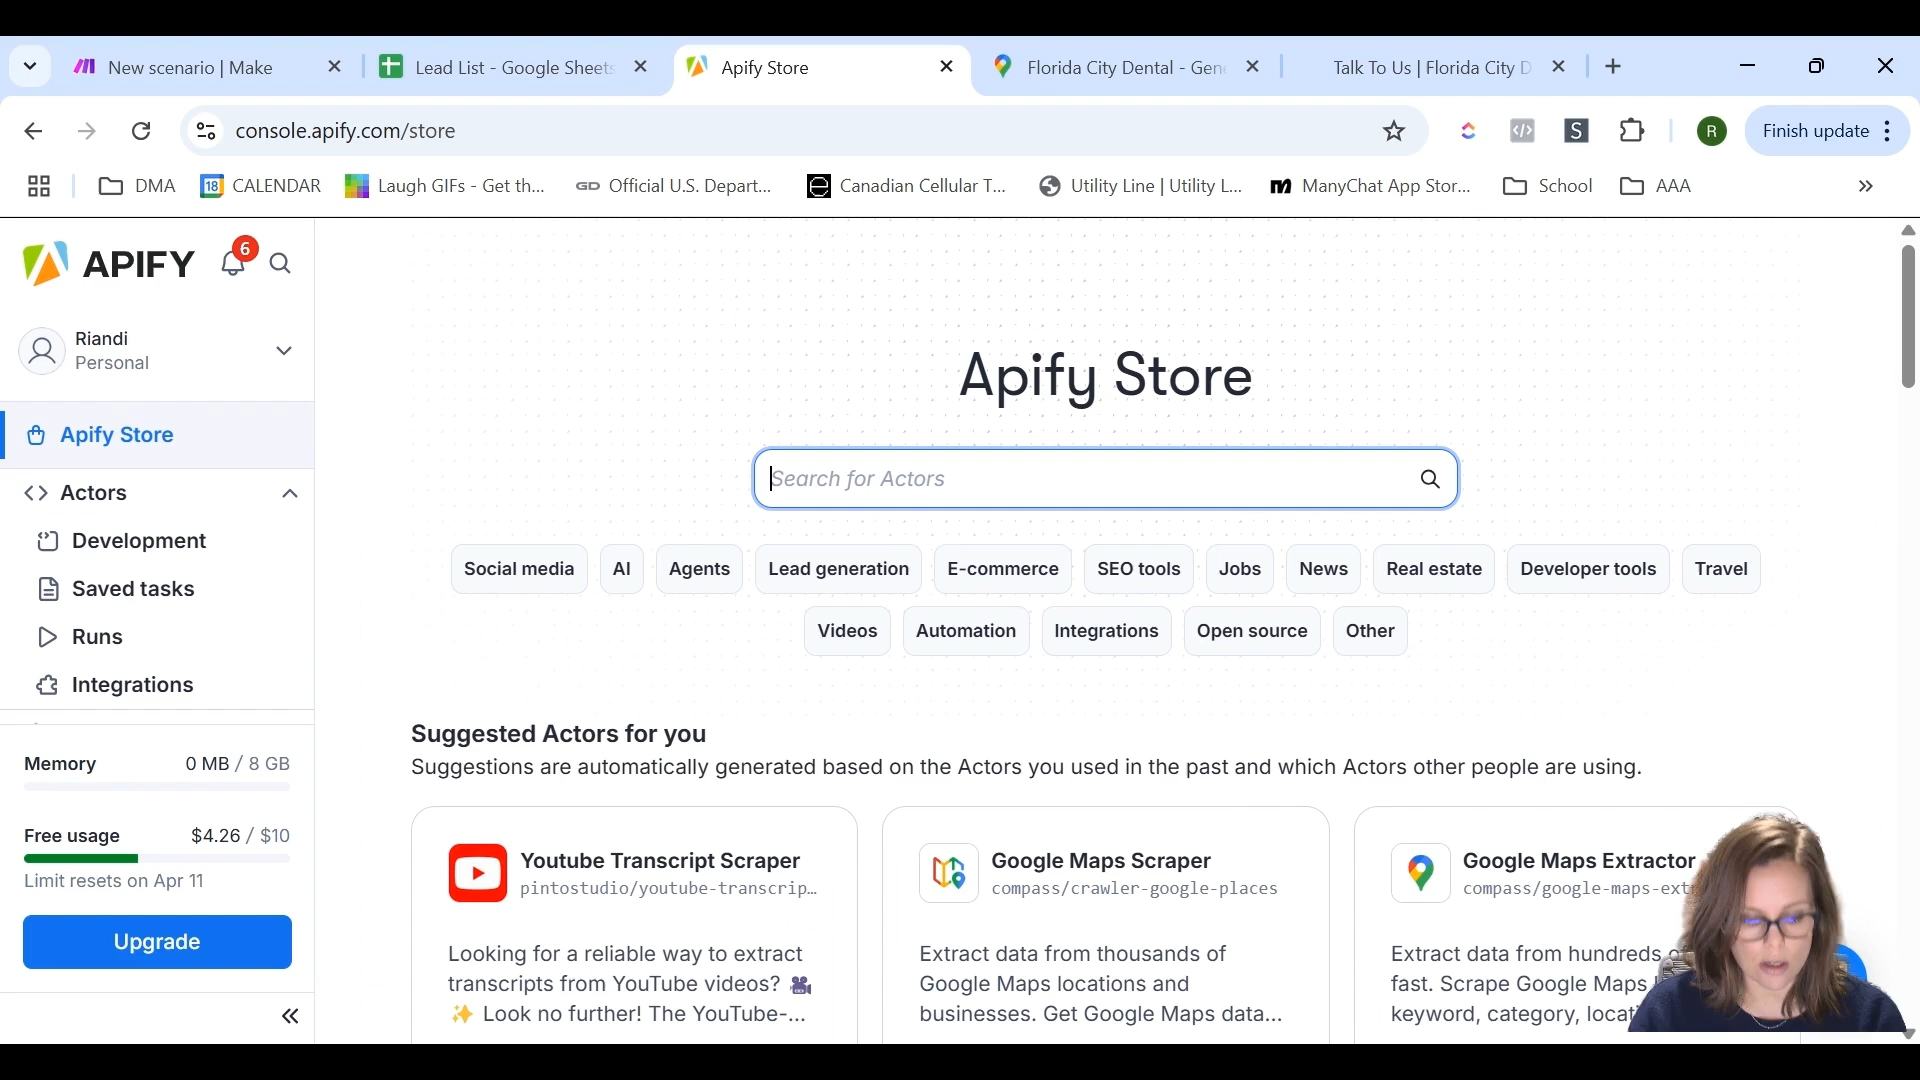 New scenario | Make
Lead List - Google Sheets
Apify Store
Florida City Dental - Gen
Talk To Us | Florida City D
console.apify.com/store
S
R
Finish update
DMA
18
CALENDAR
Laugh GIFs - Get th...
GD
Official U.S. Depart...
Canadian Cellular T...
Utility Line | Utility L...
ManyChat App Stor...
School
AAA
APIFY
6
Riandi
Personal
Apify Store
Actors
Development
Saved tasks
Runs
Integrations
Memory
0 MB / 8 GB
Free usage
$4.26 / $10
Limit resets on Apr 11
Upgrade
Apify Store
Search for Actors
Social media
AI
Agents
Lead generation
E-commerce
SEO tools
Jobs
News
Real estate
Developer tools
Travel
Videos
Automation
Integrations
Open source
Other
Suggested Actors for you
Suggestions are automatically generated based on the Actors you used in the past and which Actors other people are using.
Youtube Transcript Scraper
pintostudio/youtube-transcrip…
Looking for a reliable way to extract
transcripts from YouTube videos? 🎥
✨ Look no further! The YouTube-...
Google Maps Scraper
compass/crawler-google-places
Extract data from thousands of
Google Maps locations and
businesses. Get Google Maps data...
Google Maps Extractor
compass/google-maps-ext
Extract data from hundreds of
fast. Scrape Google Maps
keyword, category, locat